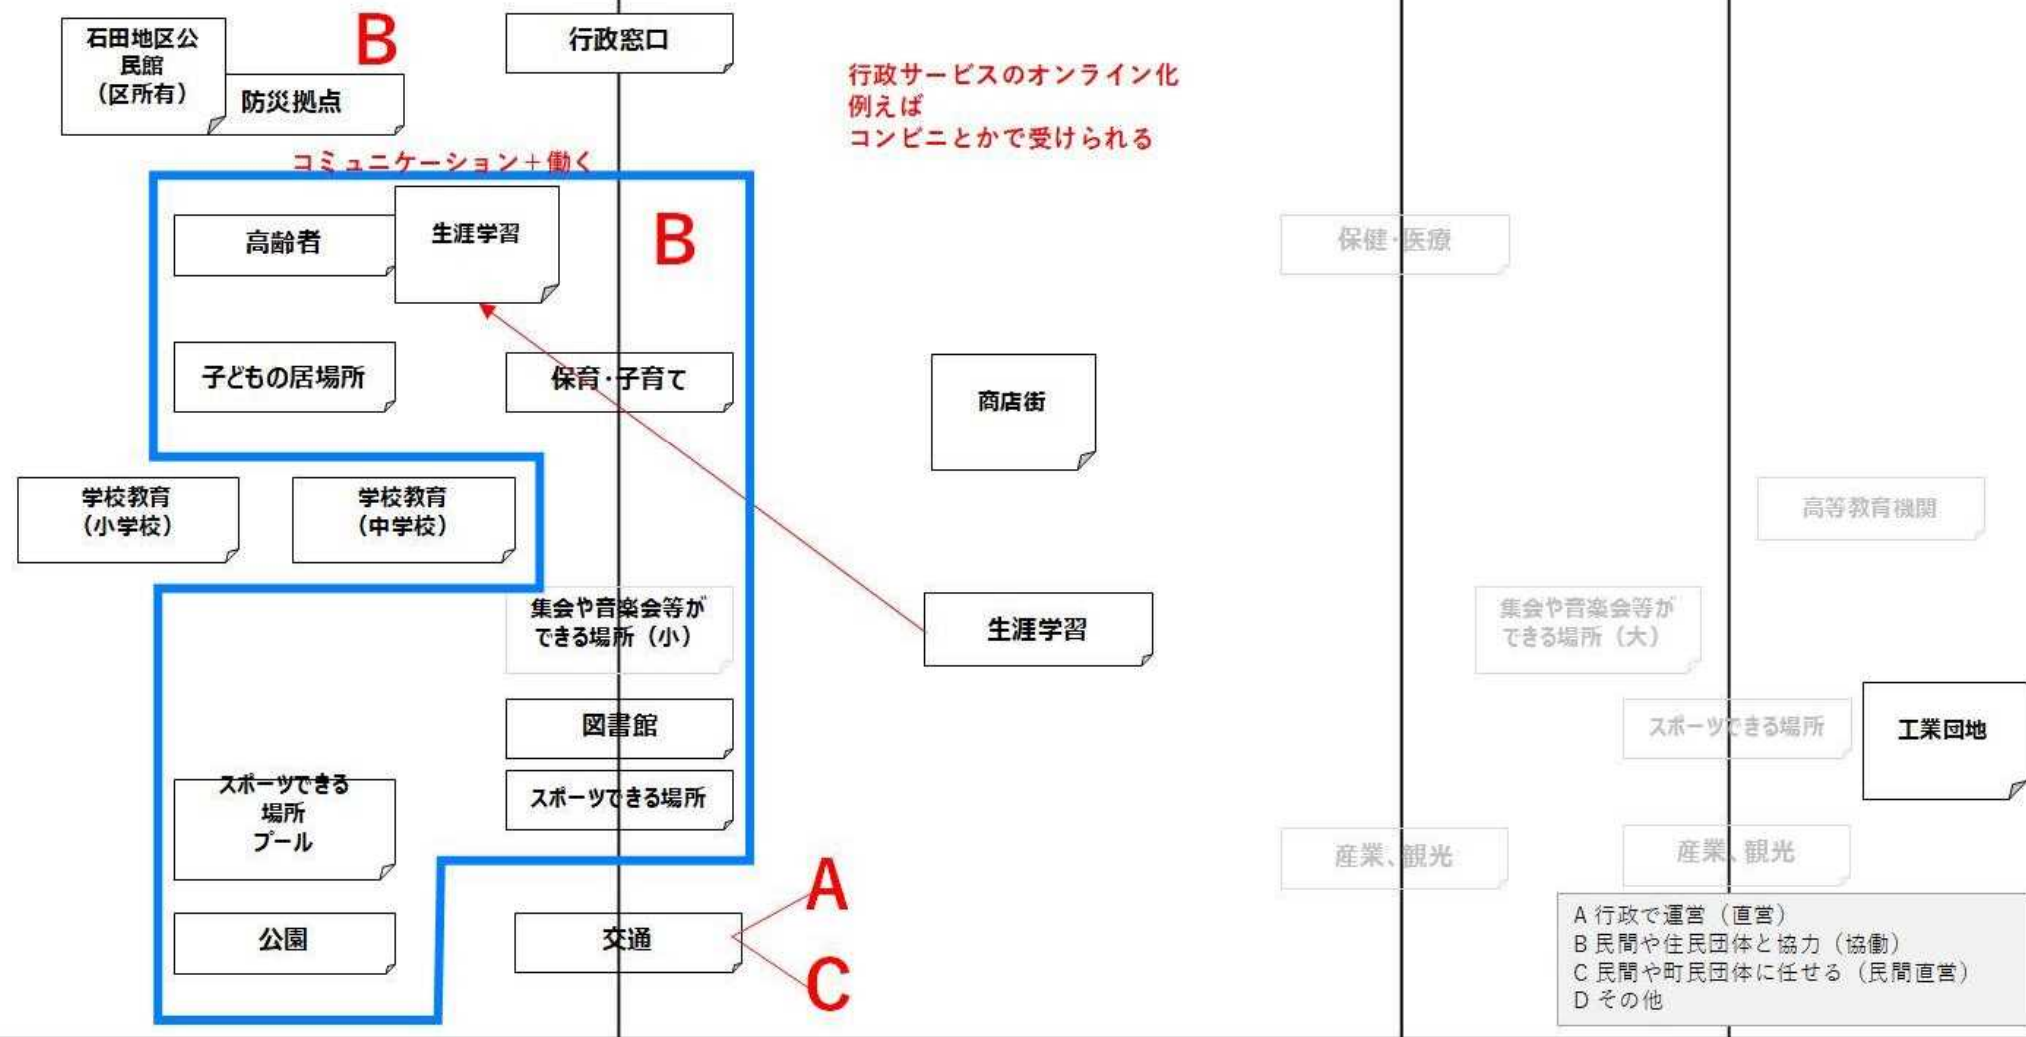 石田地区公
民館
（区所有）
防災拠点
B
行政窓口
行政サービスのオンライン化
例えば
コンビニとかで受けられる
コミュニケーション＋働く
高齢者
生涯学習
B
保健・医療
子どもの居場所
保育・子育て
商店街
学校教育
（小学校）
学校教育
（中学校）
高等教育機関
集会や音楽会等が
できる場所（小）
生涯学習
集会や音楽会等が
できる場所（大）
図書館
スポーツできる場所
工業団地
スポーツできる
場所
プール
スポーツできる場所
産業、観光
産業、観光
公園
交通
A
C
A 行政で運営（直営）
B 民間や住民団体と協力（協働）
C 民間や町民団体に任せる（民間直営）
D その他